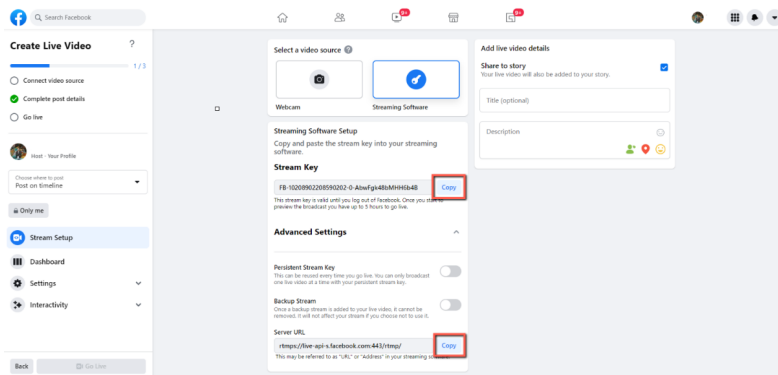 Search Facebook
9+
9+
Create Live Video
?
1 / 3
Connect video source
Complete post details
Go live
Host · Your Profile
Choose where to post
Post on timeline
Only me
Stream Setup
Dashboard
Settings
Interactivity
Back
Go Live
Select a video source
Webcam
Streaming Software
Streaming Software Setup
Copy and paste the stream key into your streaming
software.
Stream Key
FB-10208902208590202-0-AbwFgk48bMHH6b4B
Copy
This stream key is valid until you log out of Facebook. Once you start to
preview the broadcast you have up to 5 hours to go live.
Advanced Settings
Persistent Stream Key
This can be reused every time you go live. You can only broadcast
one live video at a time with your persistent stream key.
Backup Stream
Once a backup stream is added to your live video, it cannot be
removed. It will not affect your stream if you choose not to use it.
Server URL
rtmps://live-api-s.facebook.com:443/rtmp/
Copy
This may be referred to as "URL" or "Address" in your streaming
Add live video details
Share to story
Your live video will also be added to your story.
Title (optional)
Description